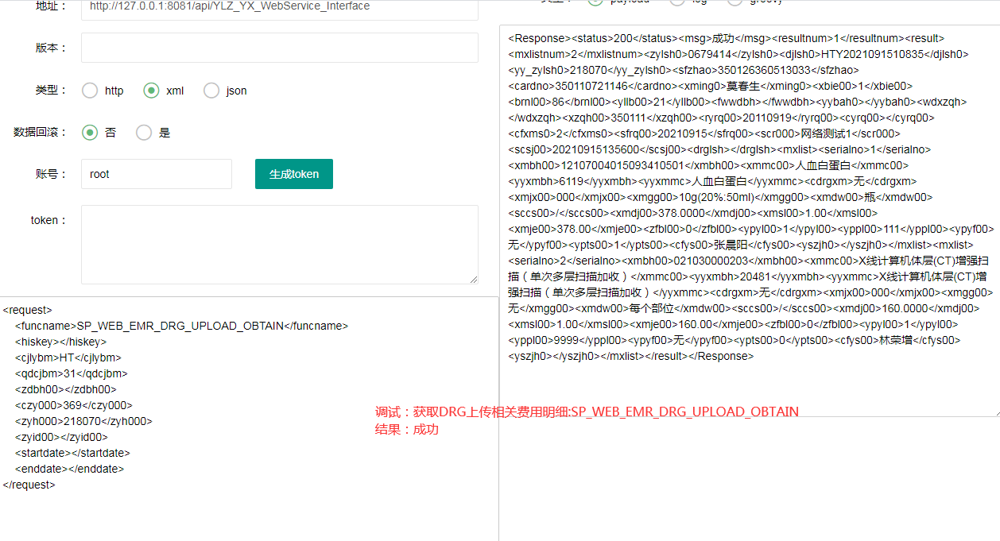 地址： http://127.0.0.1:8081/api/YLZ_YX_WebService_Interface
版本：
类型： http xml json
数据回滚： 否 是
账号： root 生成token
token：
<request>
<funcname>SP_WEB_EMR_DRG_UPLOAD_OBTAIN</funcname>
<hiskey></hiskey>
<cjlybm>HT</cjlybm>
<qdcjbm>31</qdcjbm>
<zdbh00></zdbh00>
<czy000>369</czy000>
<zyh000>218070</zyh000>
<zyid00></zyid00>
<startdate></startdate>
<enddate></enddate>
</request>
payload log groovy
<Response><status>200</status><msg>成功</msg><resultnum>1</resultnum><result>
<mxlistnum>2</mxlistnum><zylsh0>0679414</zylsh0><djlsh0>HTY2021091510835</djlsh0>
<yy_zylsh0>218070</yy_zylsh0><sfzhao>350126360513033</sfzhao>
<cardno>350110721146</cardno><xming0>莫春生</xming0><xbie00>1</xbie00>
<brnl00>86</brnl00><yllb00>21</yllb00><fwwdbh></fwwdbh><yybah0></yybah0><wdxzqh>
</wdxzqh><xzqh00>350111</xzqh00><ryrq00>20110919</ryrq00><cyrq00></cyrq00>
<cfxms0>2</cfxms0><sfrq00>20210915</sfrq00><scr000>网络测试1</scr000>
<scsj00>20210915135600</scsj00><drglsh></drglsh><mxlist><serialno>1</serialno>
<xmbh00>12107004015093410501</xmbh00><xmmc00>人血白蛋白</xmmc00>
<yyxmbh>6119</yyxmbh><yyxmmc>人血白蛋白</yyxmmc><cdrgxm>无</cdrgxm>
<xmjx00>000</xmjx00><xmgg00>10g(20%:50ml)</xmgg00><xmdw00>瓶</xmdw00>
<sccs00>/</sccs00><xmdj00>378.0000</xmdj00><xmsl00>1.00</xmsl00>
<xmje00>378.00</xmje00><zfbl00>0</zfbl00><ypyl00>1</ypyl00><yppl00>111</yppl00><ypyf00>
无</ypyf00><ypts00>1</ypts00><cfys00>张晨阳</cfys00><yszjh0></yszjh0></mxlist><mxlist>
<serialno>2</serialno><xmbh00>021030000203</xmbh00><xmmc00>X线计算机体层(CT)增强扫
描（单次多层扫描加收）</xmmc00><yyxmbh>20481</yyxmbh><yyxmmc>X线计算机体层(CT)增
强扫描（单次多层扫描加收）</yyxmmc><cdrgxm>无</cdrgxm><xmjx00>000</xmjx00><xmgg00>
无</xmgg00><xmdw00>每个部位</xmdw00><sccs00>/</sccs00><xmdj00>160.0000</xmdj00>
<xmsl00>1.00</xmsl00><xmje00>160.00</xmje00><zfbl00>0</zfbl00><ypyl00>1</ypyl00>
<yppl00>9999</yppl00><ypyf00>无</ypyf00><ypts00>0</ypts00><cfys00>林荣增</cfys00>
<yszjh0></yszjh0></mxlist></result></Response>
调试：获取DRG上传相关费用明细:SP_WEB_EMR_DRG_UPLOAD_OBTAIN
结果：成功